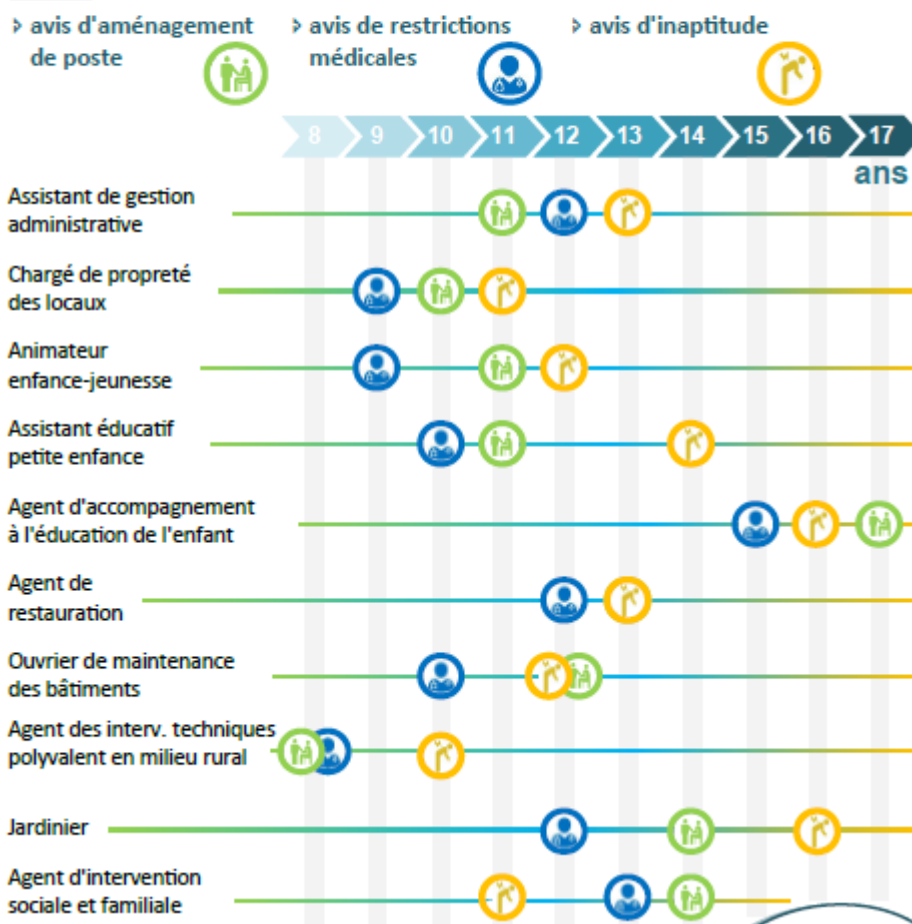 > avis d'aménagement
de poste
> avis de restrictions
médicales
> avis d'inaptitude
8 9 10 11 12 13 14 15 16 17
ans
Assistant de gestion
administrative
Chargé de propreté
des locaux
Animateur
enfance-jeunesse
Assistant éducatif
petite enfance
Agent d'accompagnement
à l'éducation de l'enfant
Agent de
restauration
Ouvrier de maintenance
des bâtiments
Agent des interv. techniques
polyvalent en milieu rural
Jardinier
Agent d'intervention
sociale et familiale